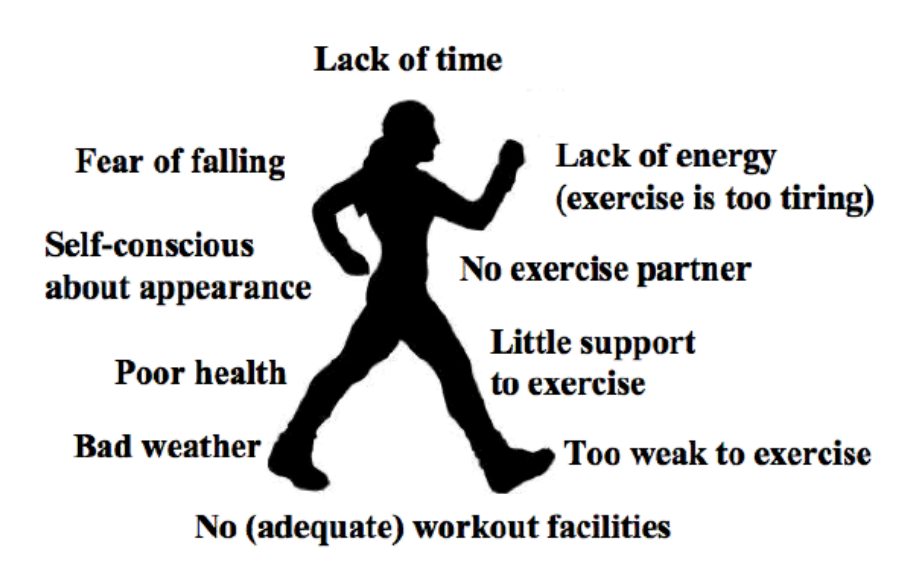 Lack of time
Fear of falling
Lack of energy
(exercise is too tiring)
Self-conscious
about appearance
No exercise partner
Little support
to exercise
Poor health
Bad weather
Too weak to exercise
No (adequate) workout facilities